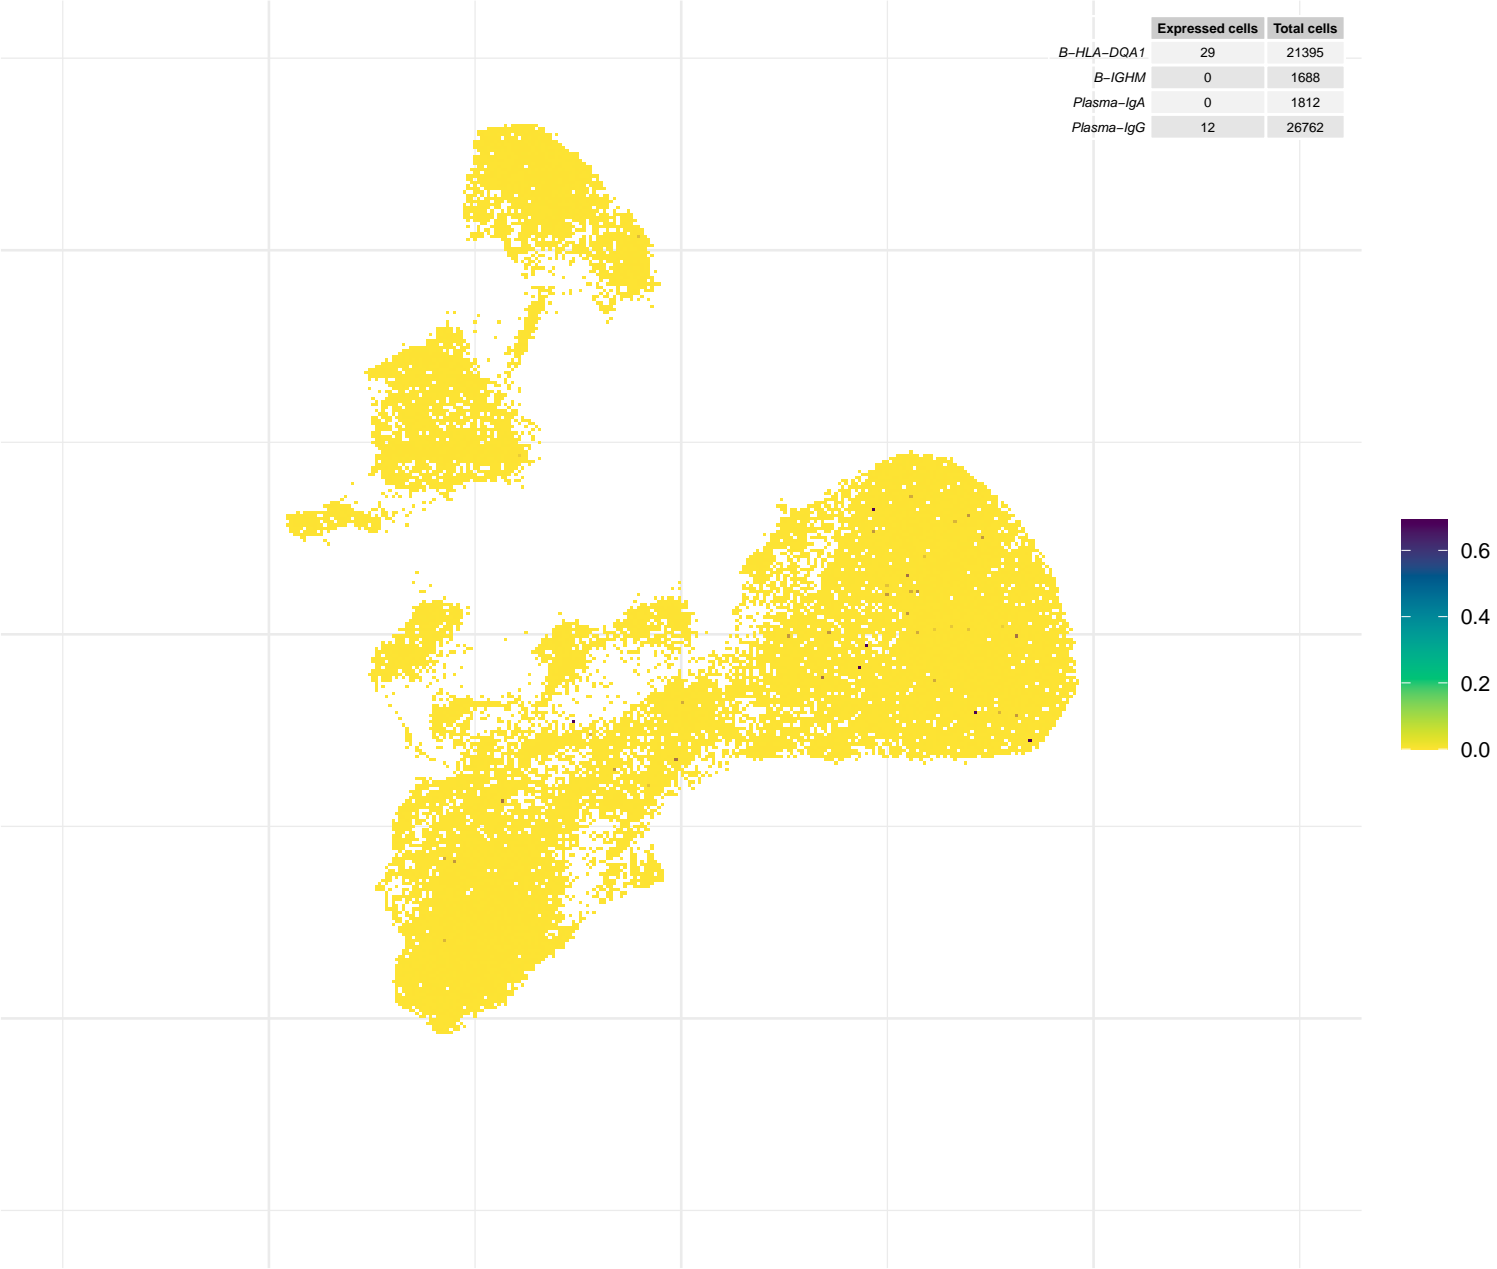 Expressed cells Total cells
B−HLA−DQA1 29 21395
B−IGHM 0 1688
Plasma−IgA 0 1812
Plasma−IgG 12 26762
0.6
0.4
0.2
0.0